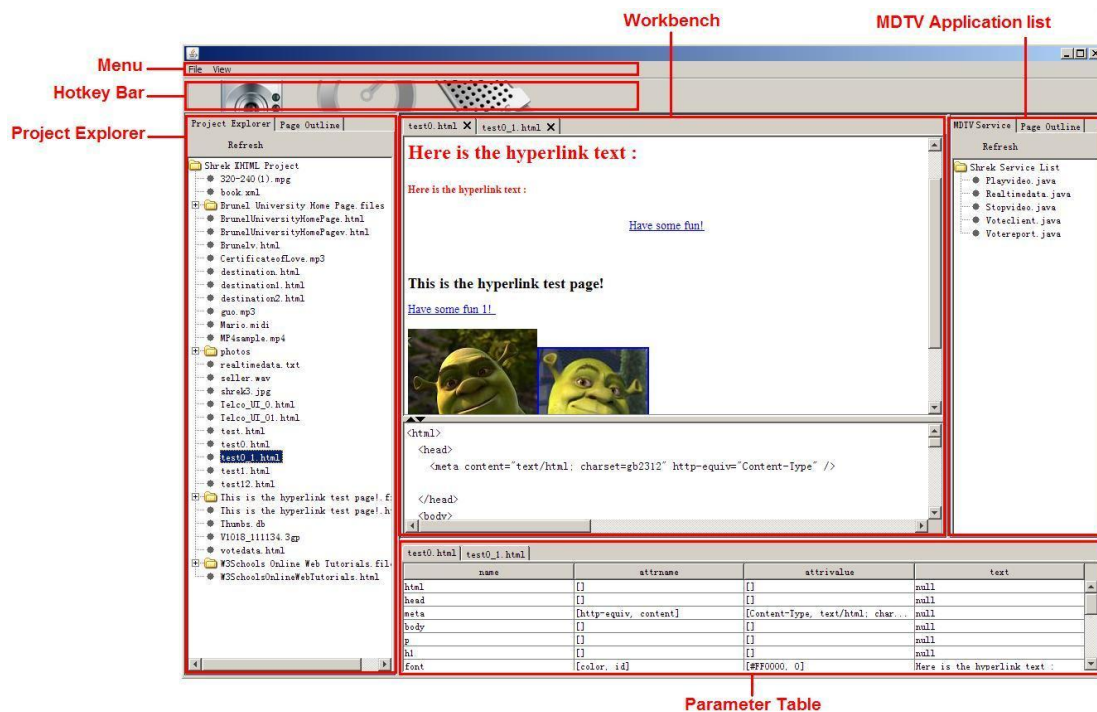 Workbench
MDTV Application list
Menu
File View
Hotkey Bar
Project Explorer
Project Explorer Page Outline
Refresh
Shrek XHTML Project
320-240(1).mpg
book.xml
Brunel University Home Page.files
BrunelUniversityHomePage.html
BrunelUniversityHomePagev.html
Brunelv.html
CertificateofLove.mp3
destination.html
destination1.html
destination2.html
guo.mp3
Mario.midi
MP4sample.mp4
photos
realtimedata.txt
seller.wav
shrek3.jpg
Telco_UI_0.html
Telco_UI_01.html
test.html
test0.html
test0_1.html
test1.html
test12.html
This is the hyperlink test page!.fi
This is the hyperlink test page!.ht
Thumbs.db
V1018_111134.3gp
votedata.html
W3Schools Online Web Tutorials.file
W3SchoolsOnlineWebTutorials.html
test0.html X test0_1.html X
Here is the hyperlink text :
Here is the hyperlink text :
Have some fun!
This is the hyperlink test page!
Have some fun 1!
<html>
<head>
<meta content="text/html; charset=gb2312" http-equiv="Content-Type" />
</head>
<body>
MDTV Service Page Outline
Refresh
Shrek Service List
Playvideo.java
Realtimedata.java
Stopvideo.java
Voteclient.java
Votereport.java
test0.html test0_1.html
name attrname attrivalue text
html [] [] null
head [] [] null
meta [http-equiv, content] [Content-Type, text/html; char... null
body [] [] null
p [] [] null
h1 [] [] null
font [color, id] [#FF0000, 0] Here is the hyperlink text :
Parameter Table